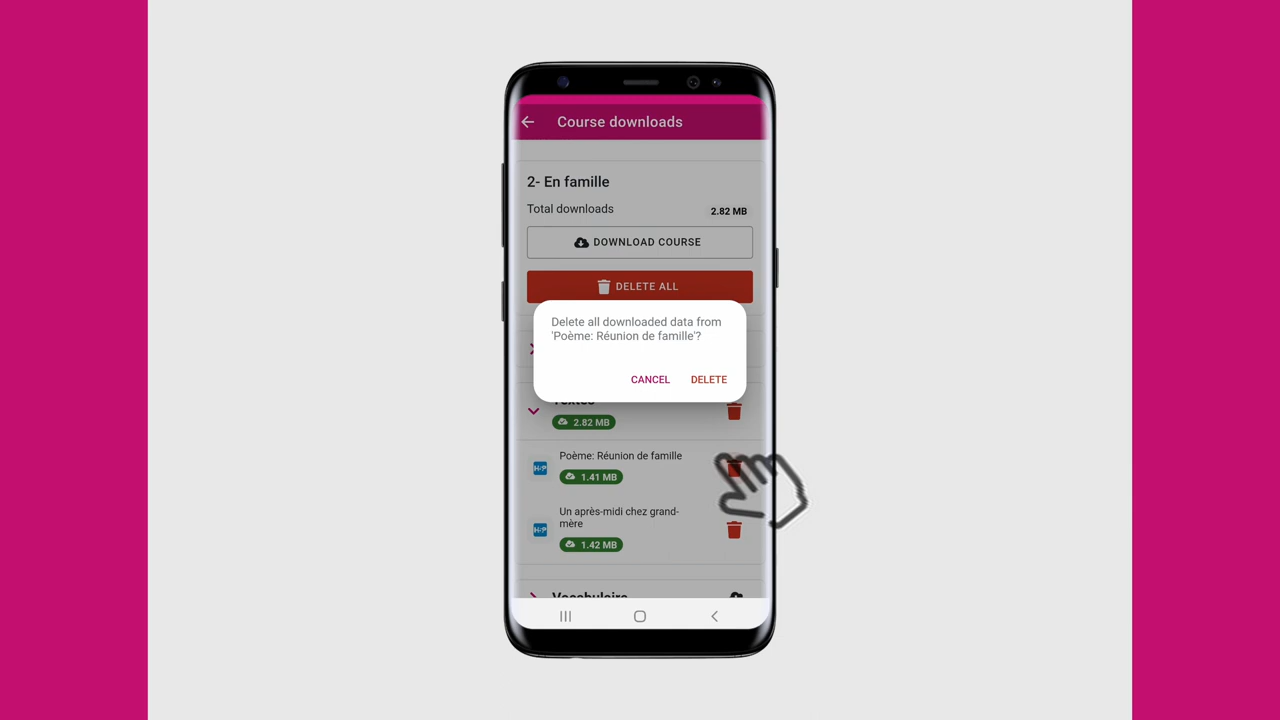 Course downloads
2- En famille
Total downloads 2.82 MB
DOWNLOAD COURSE
DELETE ALL
Delete all downloaded data from
'Poème: Réunion de famille'?
CANCEL DELETE
Textes
2.82 MB
Poème: Réunion de famille
H-P
1.41 MB
Un après-midi chez grand-
mère
H-P
1.42 MB
Vocabulaire